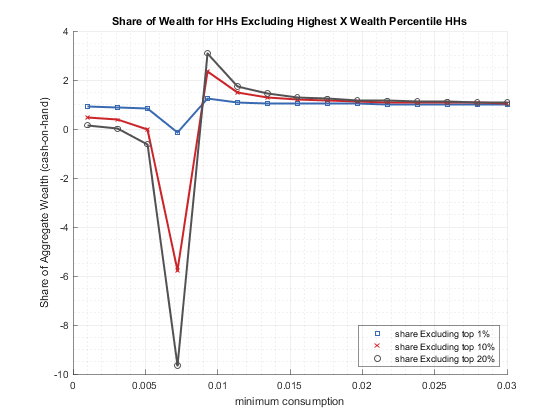 Share of Wealth for HHs Excluding Highest X Wealth Percentile HHs
4
2
0
-2
-4
-6
-8
-10
Share of Aggregate Wealth (cash-on-hand)
share Excluding top 1%
share Excluding top 10%
share Excluding top 20%
0 0.005 0.01 0.015 0.02 0.025 0.03
minimum consumption